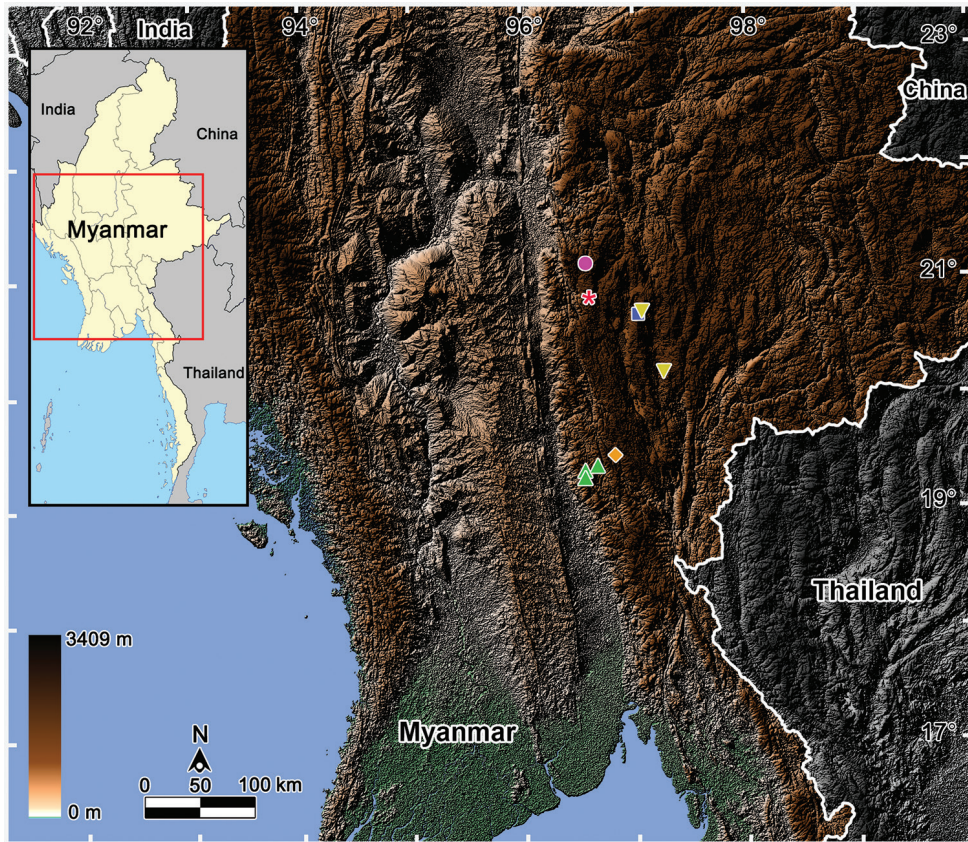 92°
India
94°
96°
98°
23°
China
India
China
Myanmar
Thailand
21°
19°
Thailand
3409 m
0 m
N
0 50 100 km
Myanmar
17°